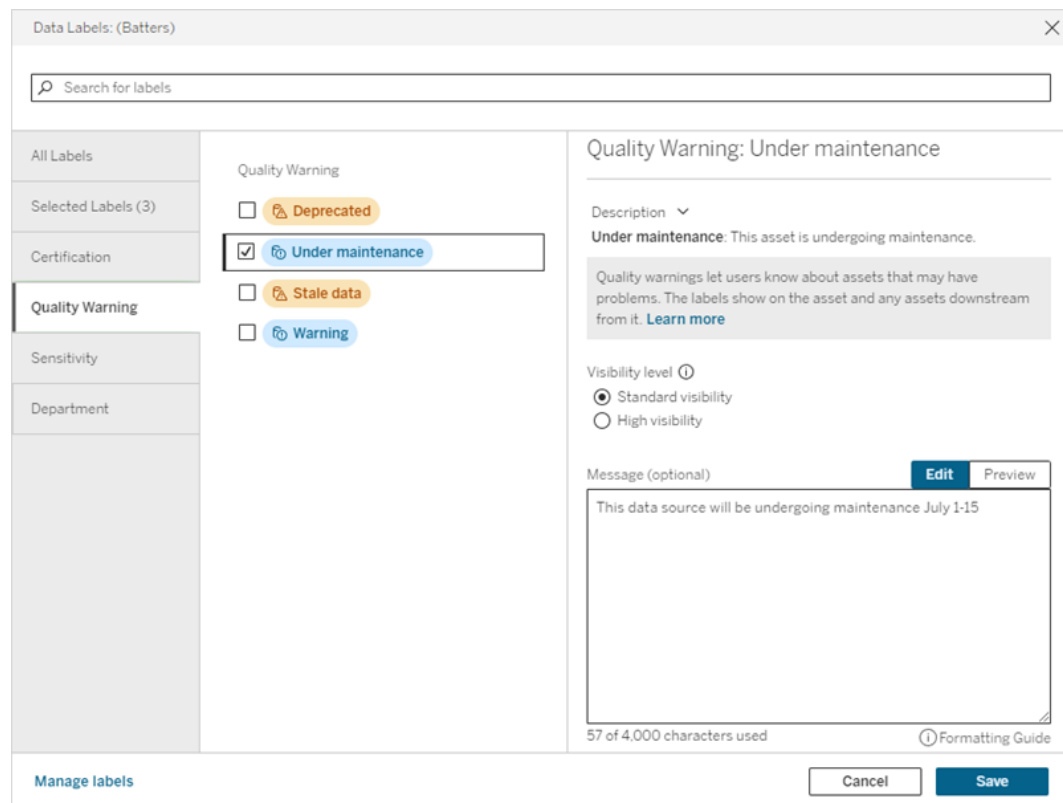 Data Labels: (Batters)
Search for labels
All Labels
Selected Labels (3)
Certification
Quality Warning
Sensitivity
Department
Quality Warning
Deprecated
Under maintenance
Stale data
Warning
Quality Warning: Under maintenance
Description
Under maintenance: This asset is undergoing maintenance.
Quality warnings let users know about assets that may have
problems. The labels show on the asset and any assets downstream
from it. Learn more
Visibility level
Standard visibility
High visibility
Message (optional)
Edit
Preview
This data source will be undergoing maintenance July 1-15
57 of 4,000 characters used
Formatting Guide
Manage labels
Cancel
Save